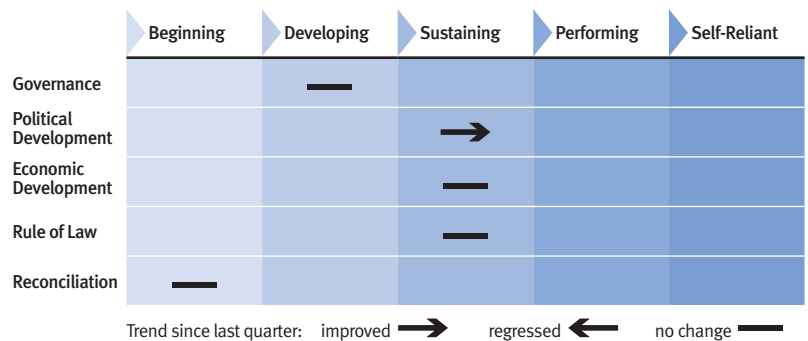 Beginning Developing Sustaining Performing Self-Reliant
Governance
Political
Development
Economic
Development
Rule of Law
Reconciliation
Trend since last quarter: improved regressed no change